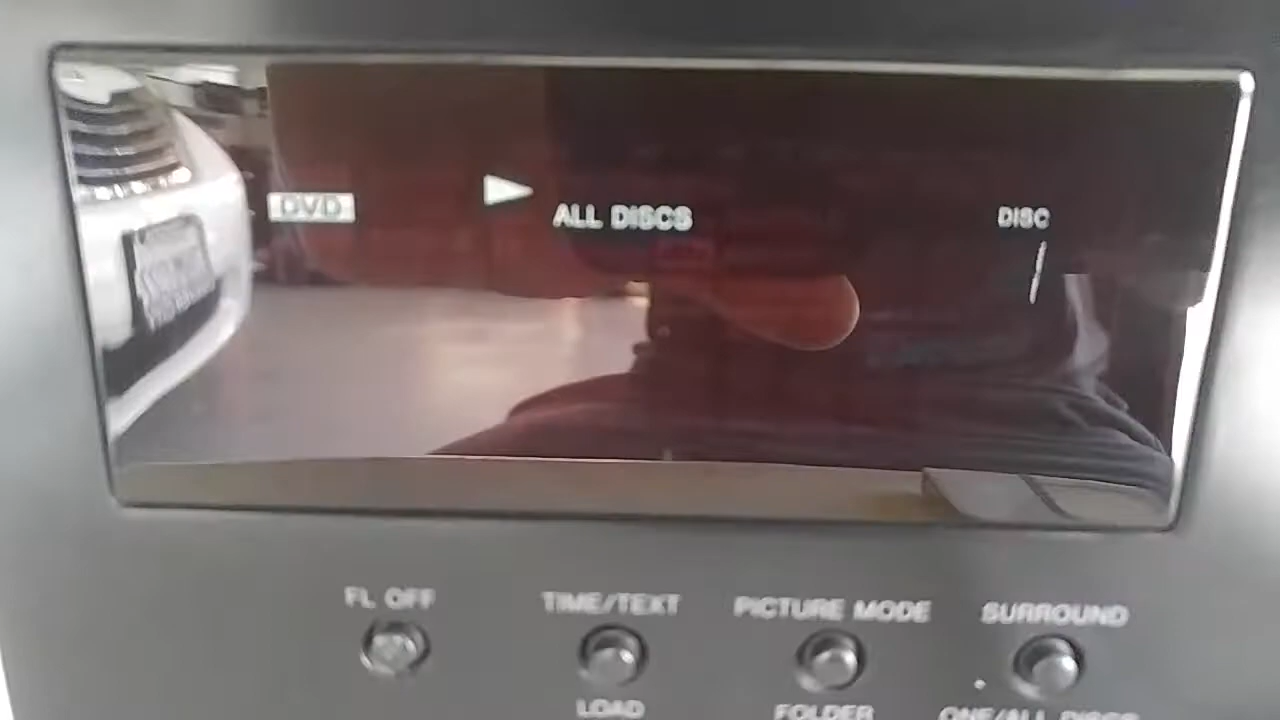 DVD
ALL DISCS
DISC
FL OFF
TIME/TEXT
PICTURE MODE
SURROUND
LOAD
FOLDER
ONE/ALL DISCS